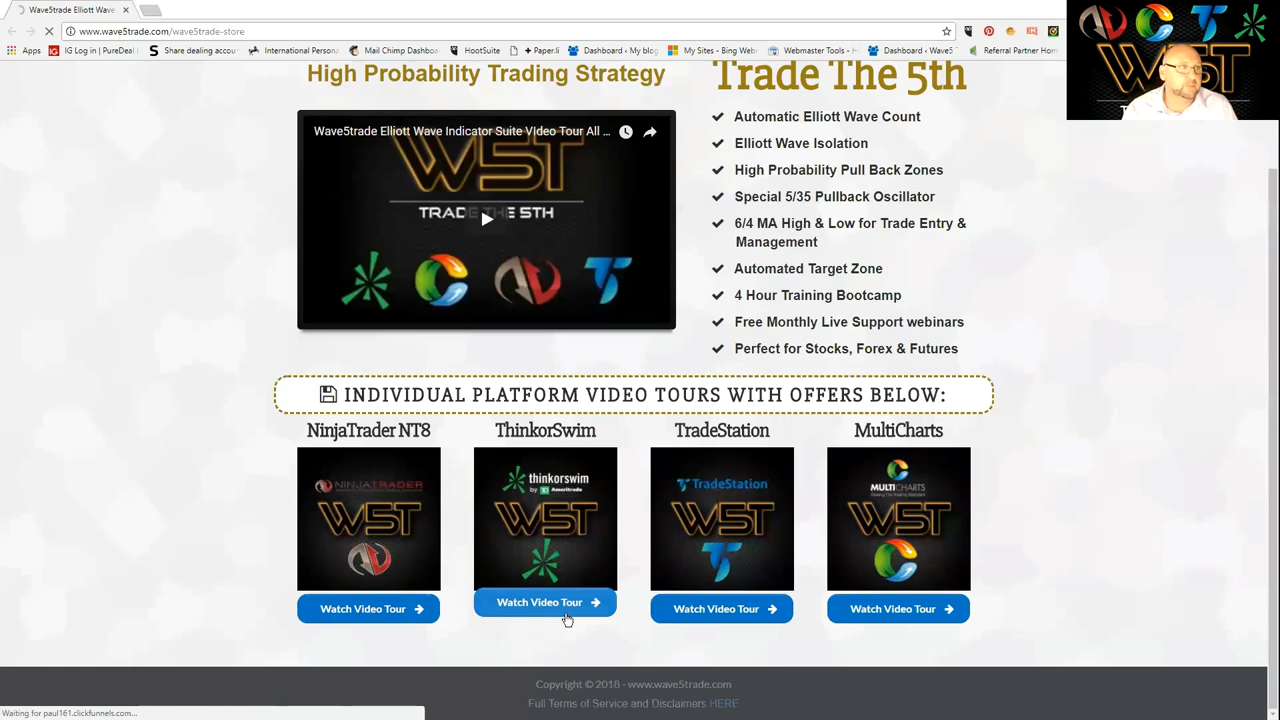 Wave5trade Elliott Wave
www.wave5trade.com/wave5trade-store
Apps
IG Log in | PureDeal
Share dealing accou
International Persona
Mail Chimp Dashboa
HootSuite
+ Paper.li
Dashboard ‹ My blog
My Sites - Bing Web
Webmaster Tools - H
Dashboard ‹ Wave5
Referral Partner Hom
W5T
High Probability Trading Strategy
Trade The 5th
Wave5trade Elliott Wave Indicator Suite VIdeo Tour All ...
W5T
TRADE THE 5TH
Automatic Elliott Wave Count
Elliott Wave Isolation
High Probability Pull Back Zones
Special 5/35 Pullback Oscillator
6/4 MA High & Low for Trade Entry &
Management
Automated Target Zone
4 Hour Training Bootcamp
Free Monthly Live Support webinars
Perfect for Stocks, Forex & Futures
INDIVIDUAL PLATFORM VIDEO TOURS WITH OFFERS BELOW:
NinjaTrader NT8
ThinkorSwim
TradeStation
MultiCharts
NINJATRADER
W5T
thinkorswim
by Ameritrade
W5T
TradeStation
W5T
MULTICHARTS
W5T
Watch Video Tour
Watch Video Tour
Watch Video Tour
Watch Video Tour
Copyright © 2018 - www.wave5trade.com
Full Terms of Service and Disclaimers HERE
Waiting for paul161.clickfunnels.com...